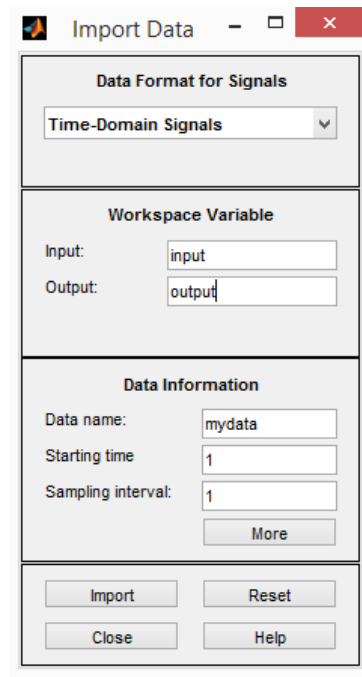 Import Data
Data Format for Signals
Time-Domain Signals
Workspace Variable
Input: input
Output: output
Data Information
Data name: mydata
Starting time 1
Sampling interval: 1
More
Import Reset
Close Help